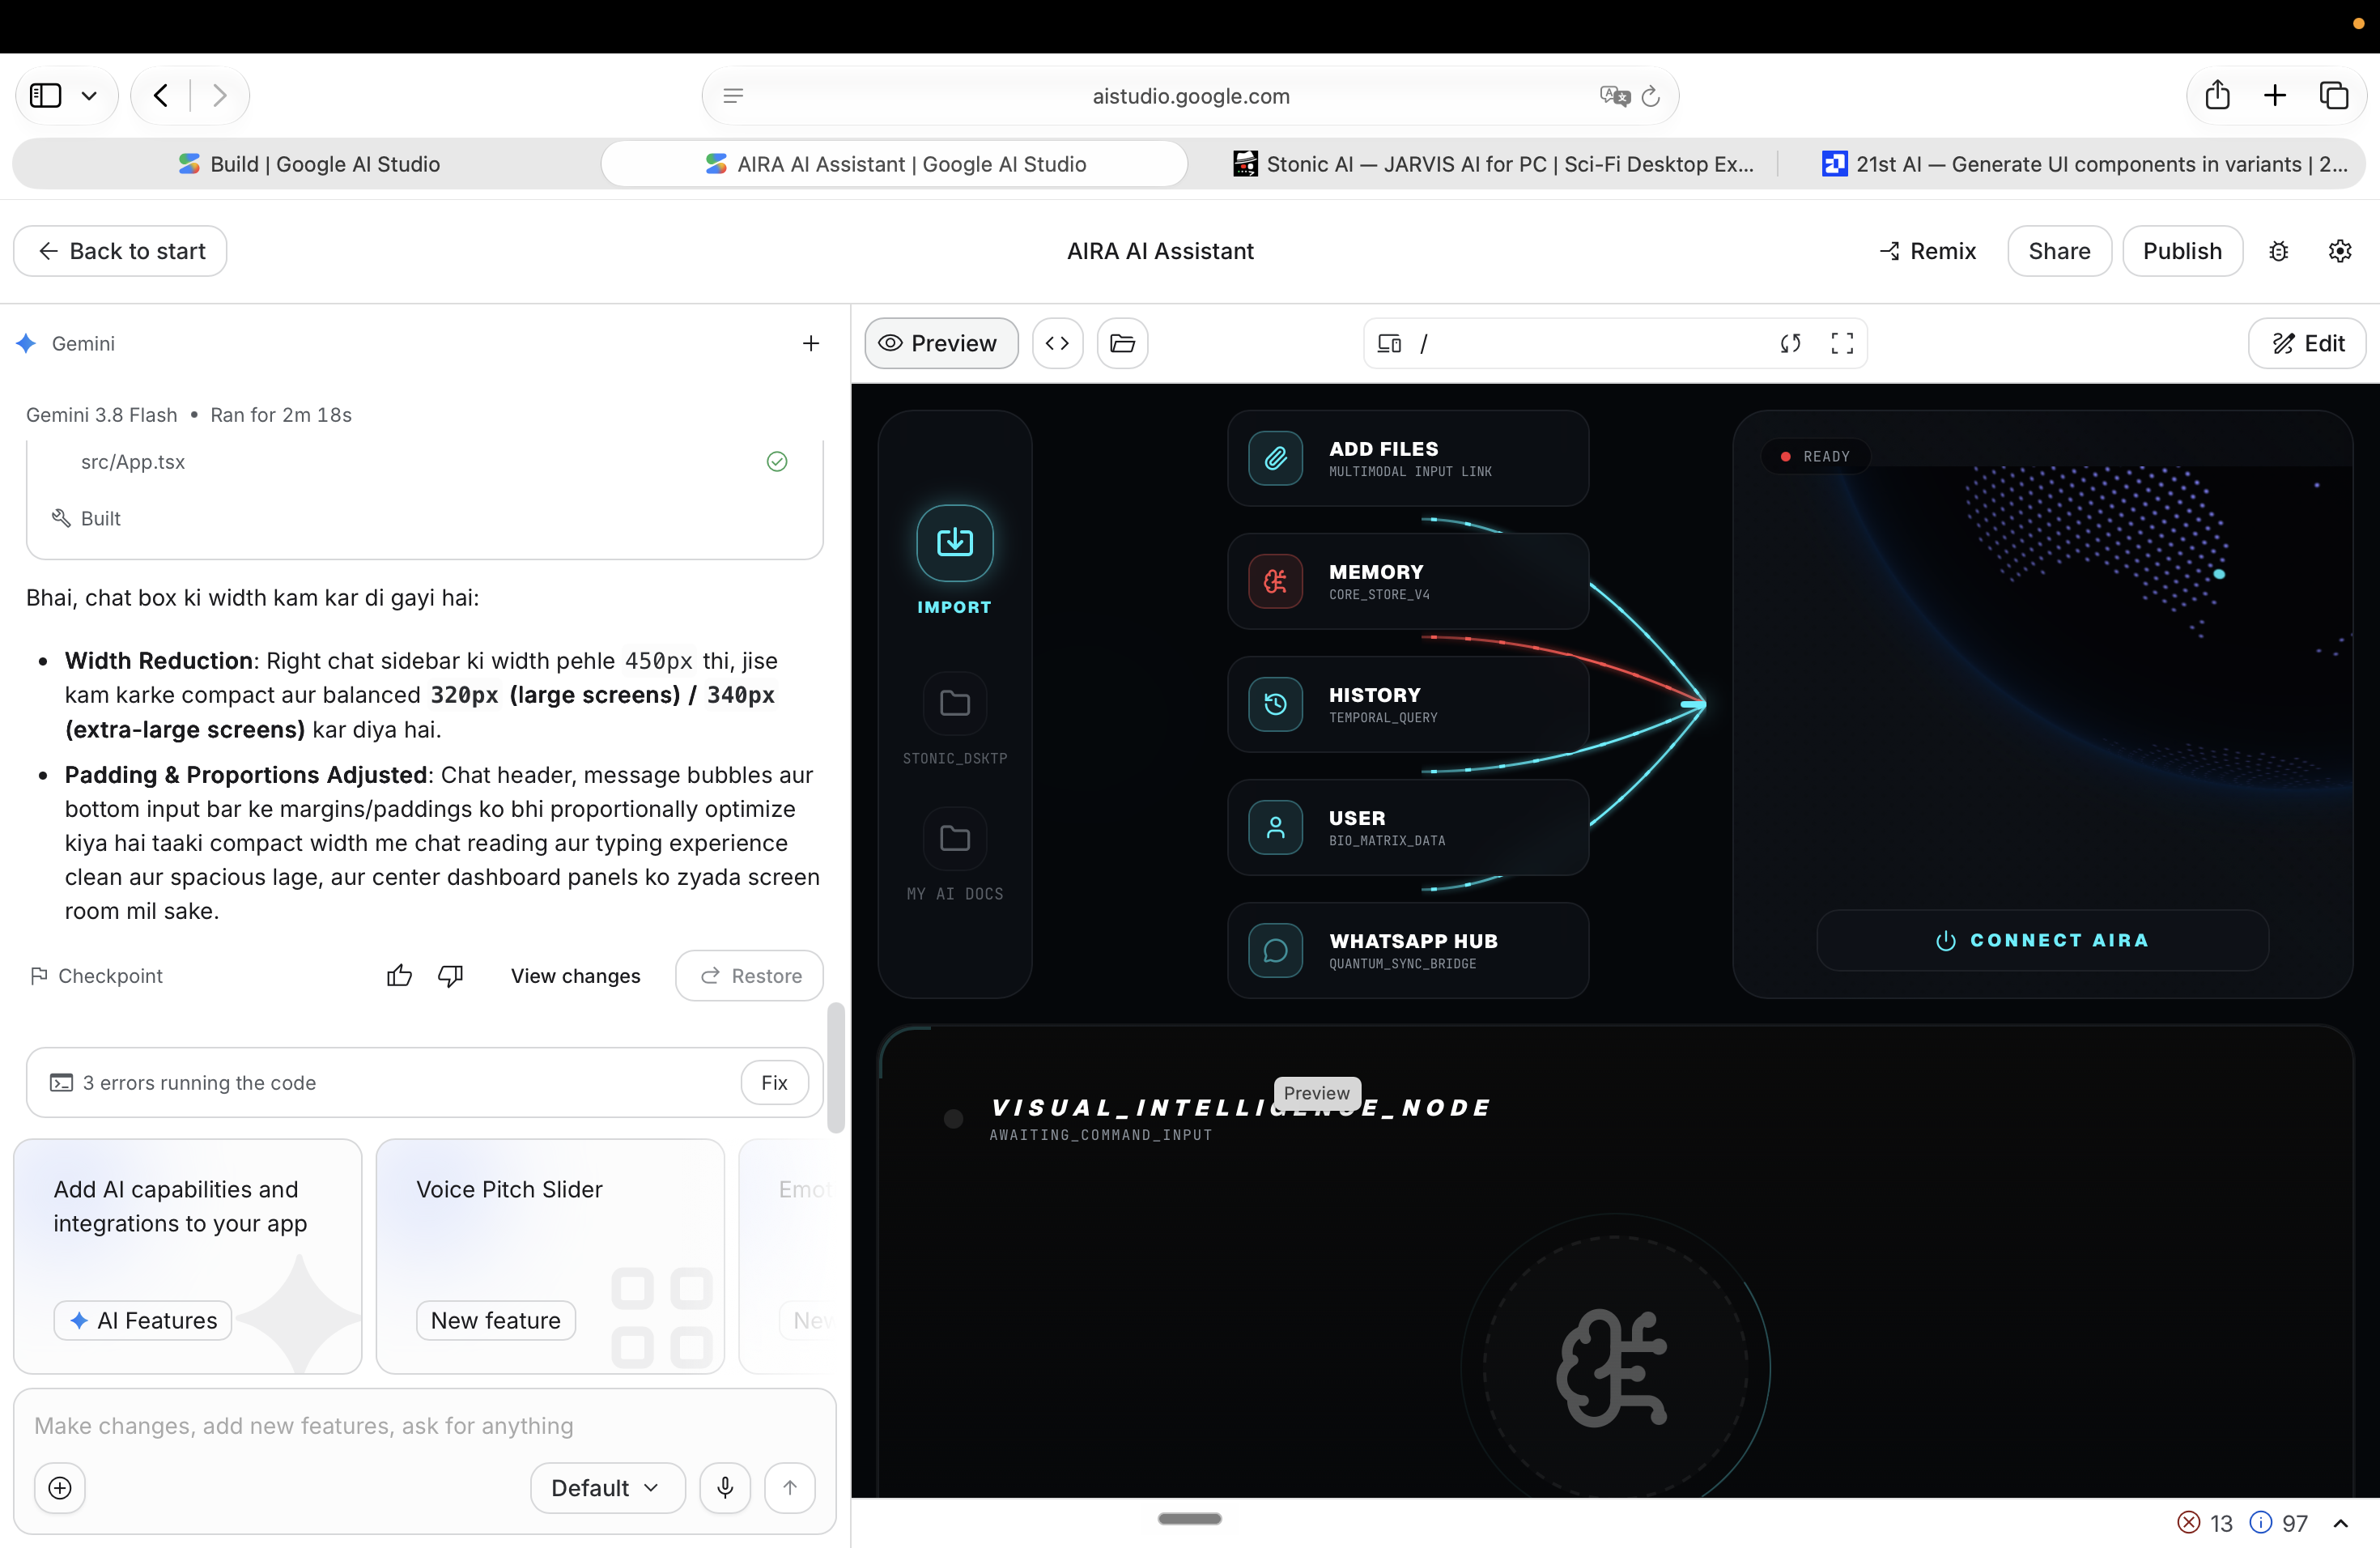 aistudio.google.com
Build | Google AI Studio
AIRA AI Assistant | Google AI Studio
Stonic AI — JARVIS AI for PC | Sci-Fi Desktop Ex...
21st AI — Generate UI components in variants | 2...
Back to start
AIRA AI Assistant
Remix
Share
Publish
Gemini
Preview
/
Edit
Gemini 3.8 Flash • Ran for 2m 18s
src/App.tsx
Built
Bhai, chat box ki width kam kar di gayi hai:
• Width Reduction: Right chat sidebar ki width pehle 450px thi, jise
kam karke compact aur balanced 320px (large screens) / 340px
(extra-large screens) kar diya hai.
• Padding & Proportions Adjusted: Chat header, message bubbles aur
bottom input bar ke margins/paddings ko bhi proportionally optimize
kiya hai taaki compact width me chat reading aur typing experience
clean aur spacious lage, aur center dashboard panels ko zyada screen
room mil sake.
Checkpoint
View changes
Restore
3 errors running the code
Fix
Add AI capabilities and
integrations to your app
AI Features
Voice Pitch Slider
New feature
Emot
New
Make changes, add new features, ask for anything
Default
IMPORT
STONIC_DSKTP
MY AI DOCS
ADD FILES
MULTIMODAL INPUT LINK
MEMORY
CORE_STORE_V4
HISTORY
TEMPORAL_QUERY
USER
BIO_MATRIX_DATA
WHATSAPP HUB
QUANTUM_SYNC_BRIDGE
READY
CONNECT AIRA
Preview
VISUAL_INTELLIGENCE_NODE
AWAITING_COMMAND_INPUT
13
97